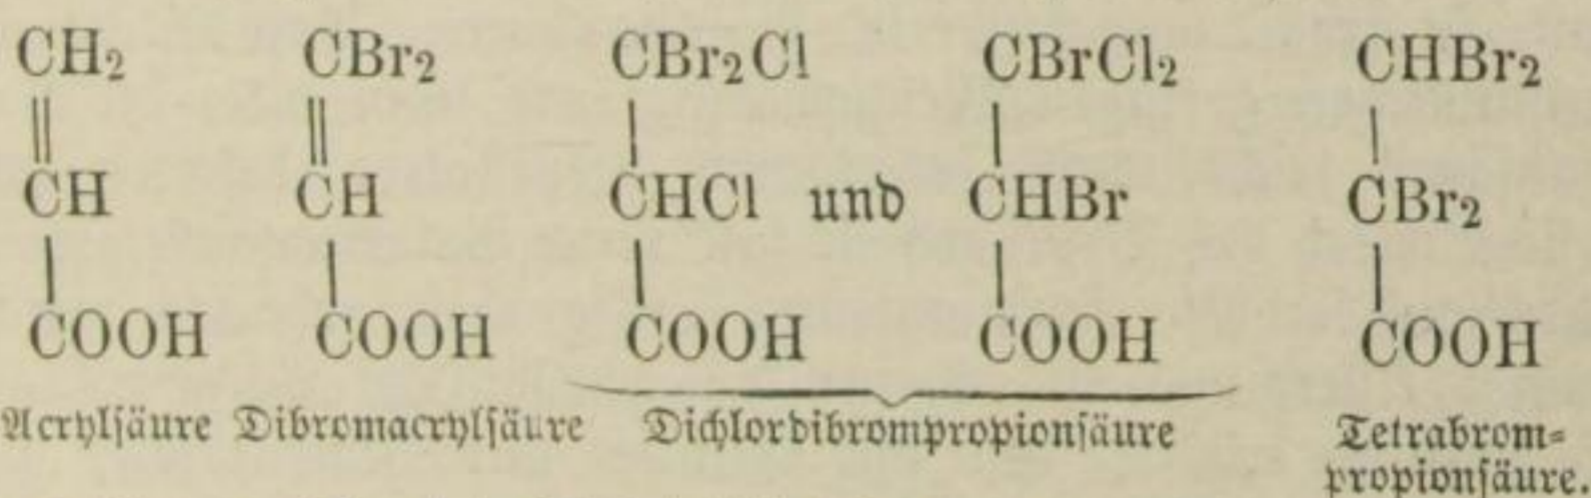 CH₂ CBr₂ CBr₂Cl CBrCl₂ CHBr₂
CH CH CHCl und CHBr CBr₂
COOH COOH COOH COOH COOH
Acrylsäure Dibromacrylsäure Dichlordibrompropionsäure Tetrabrom=
propionsäure.